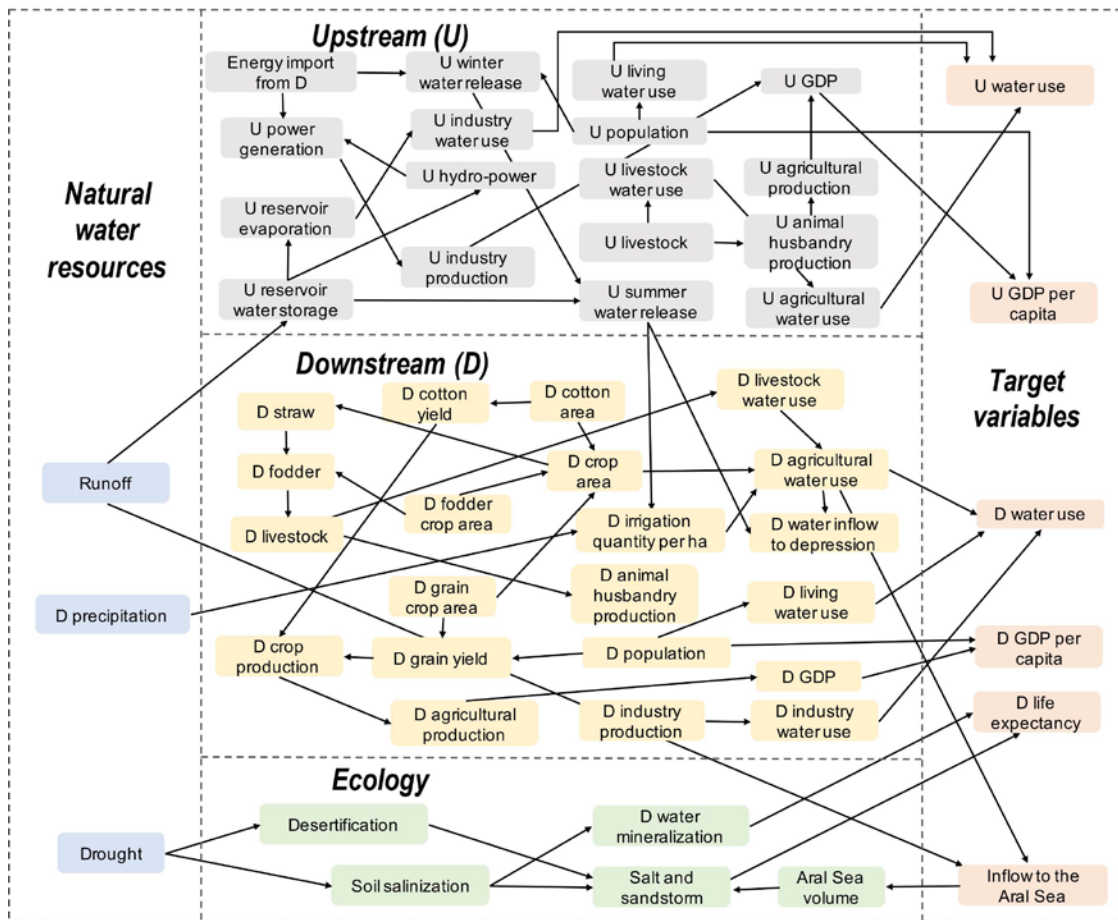 Upstream (U)
Energy import
from D
U winter
water release
U living
water use
U GDP
U water use
U power
generation
U industry
water use
U population
U hydro-power
U livestock
water use
U agricultural
production
Natural
water
resources
U reservoir
evaporation
U industry
production
U livestock
U animal
husbandry
production
U reservoir
water storage
U summer
water release
U agricultural
water use
U GDP per
capita
Downstream (D)
D straw
D cotton
yield
D cotton
area
D livestock
water use
Target
variables
Runoff
D fodder
D crop
area
D agricultural
water use
D livestock
D fodder
crop area
D irrigation
quantity per ha
D water inflow
to depression
D water use
D precipitation
D grain
crop area
D animal
husbandry
production
D living
water use
D crop
production
D grain yield
D population
D GDP
D GDP per
capita
D agricultural
production
D industry
production
D industry
water use
D life
expectancy
Ecology
Drought
Desertification
D water
mineralization
Soil salinization
Salt and
sandstorm
Aral Sea
volume
Inflow to the
Aral Sea